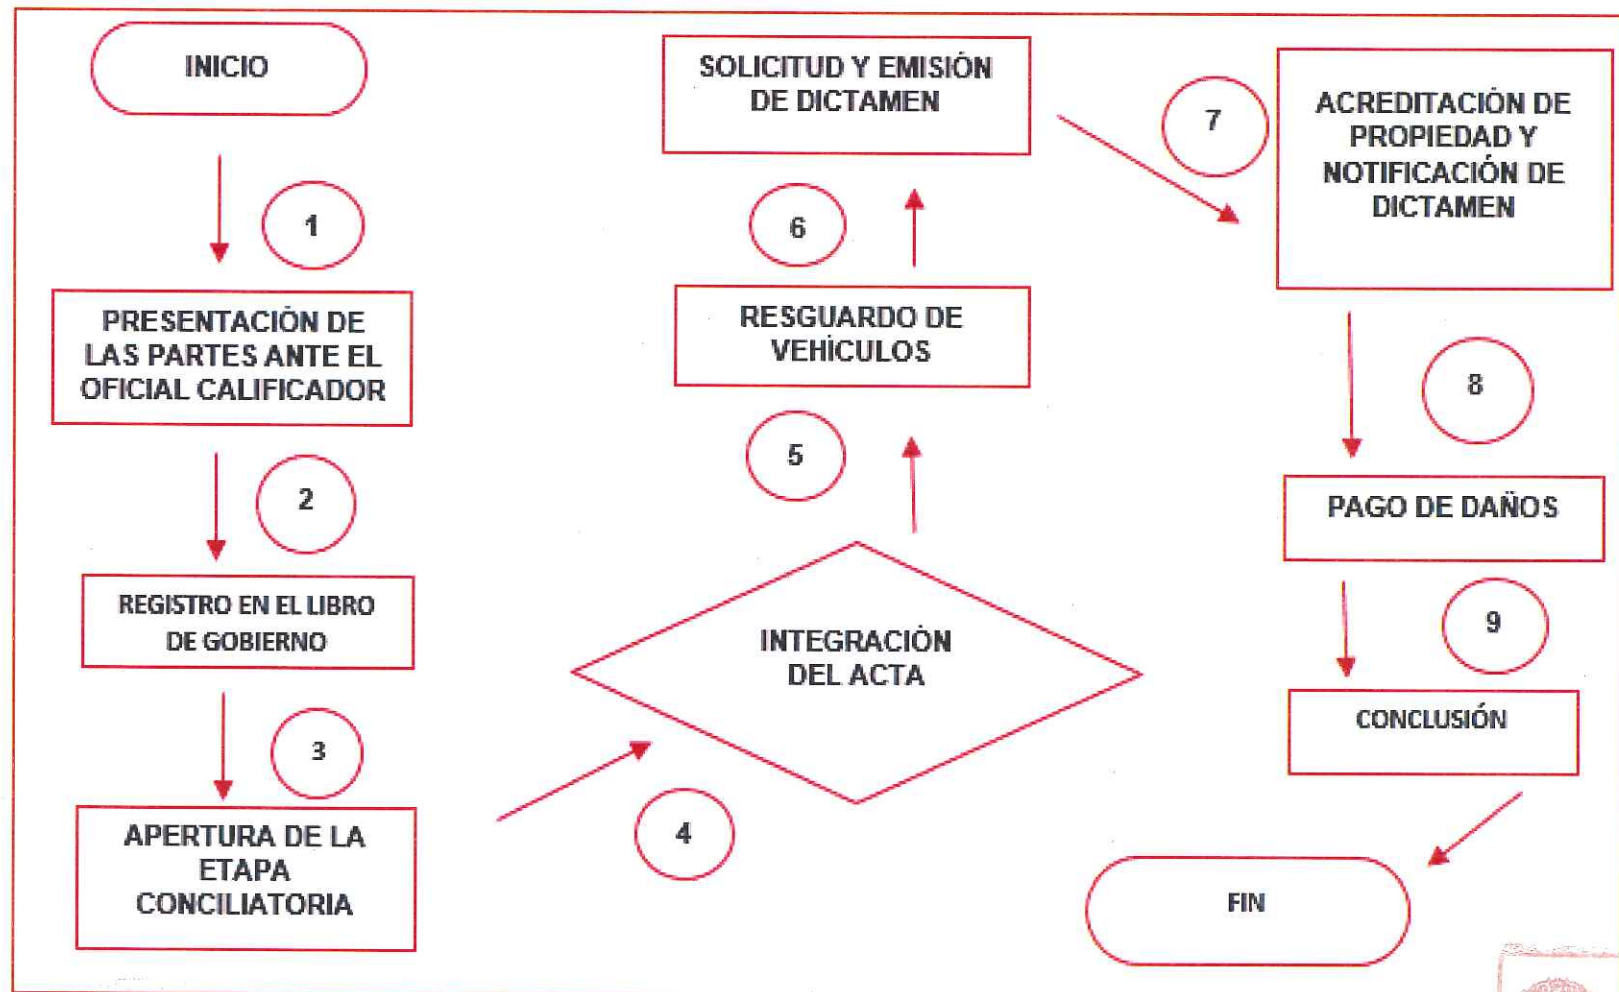 INICIO
1
PRESENTACIÓN DE
LAS PARTES ANTE EL
OFICIAL CALIFICADOR
2
REGISTRO EN EL LIBRO
DE GOBIERNO
3
APERTURA DE LA
ETAPA
CONCILIATORIA
4
INTEGRACIÓN
DEL ACTA
5
RESGUARDO DE
VEHÍCULOS
6
SOLICITUD Y EMISIÓN
DE DICTAMEN
7
ACREDITACIÓN DE
PROPIEDAD Y
NOTIFICACIÓN DE
DICTAMEN
8
PAGO DE DAÑOS
9
CONCLUSIÓN
FIN